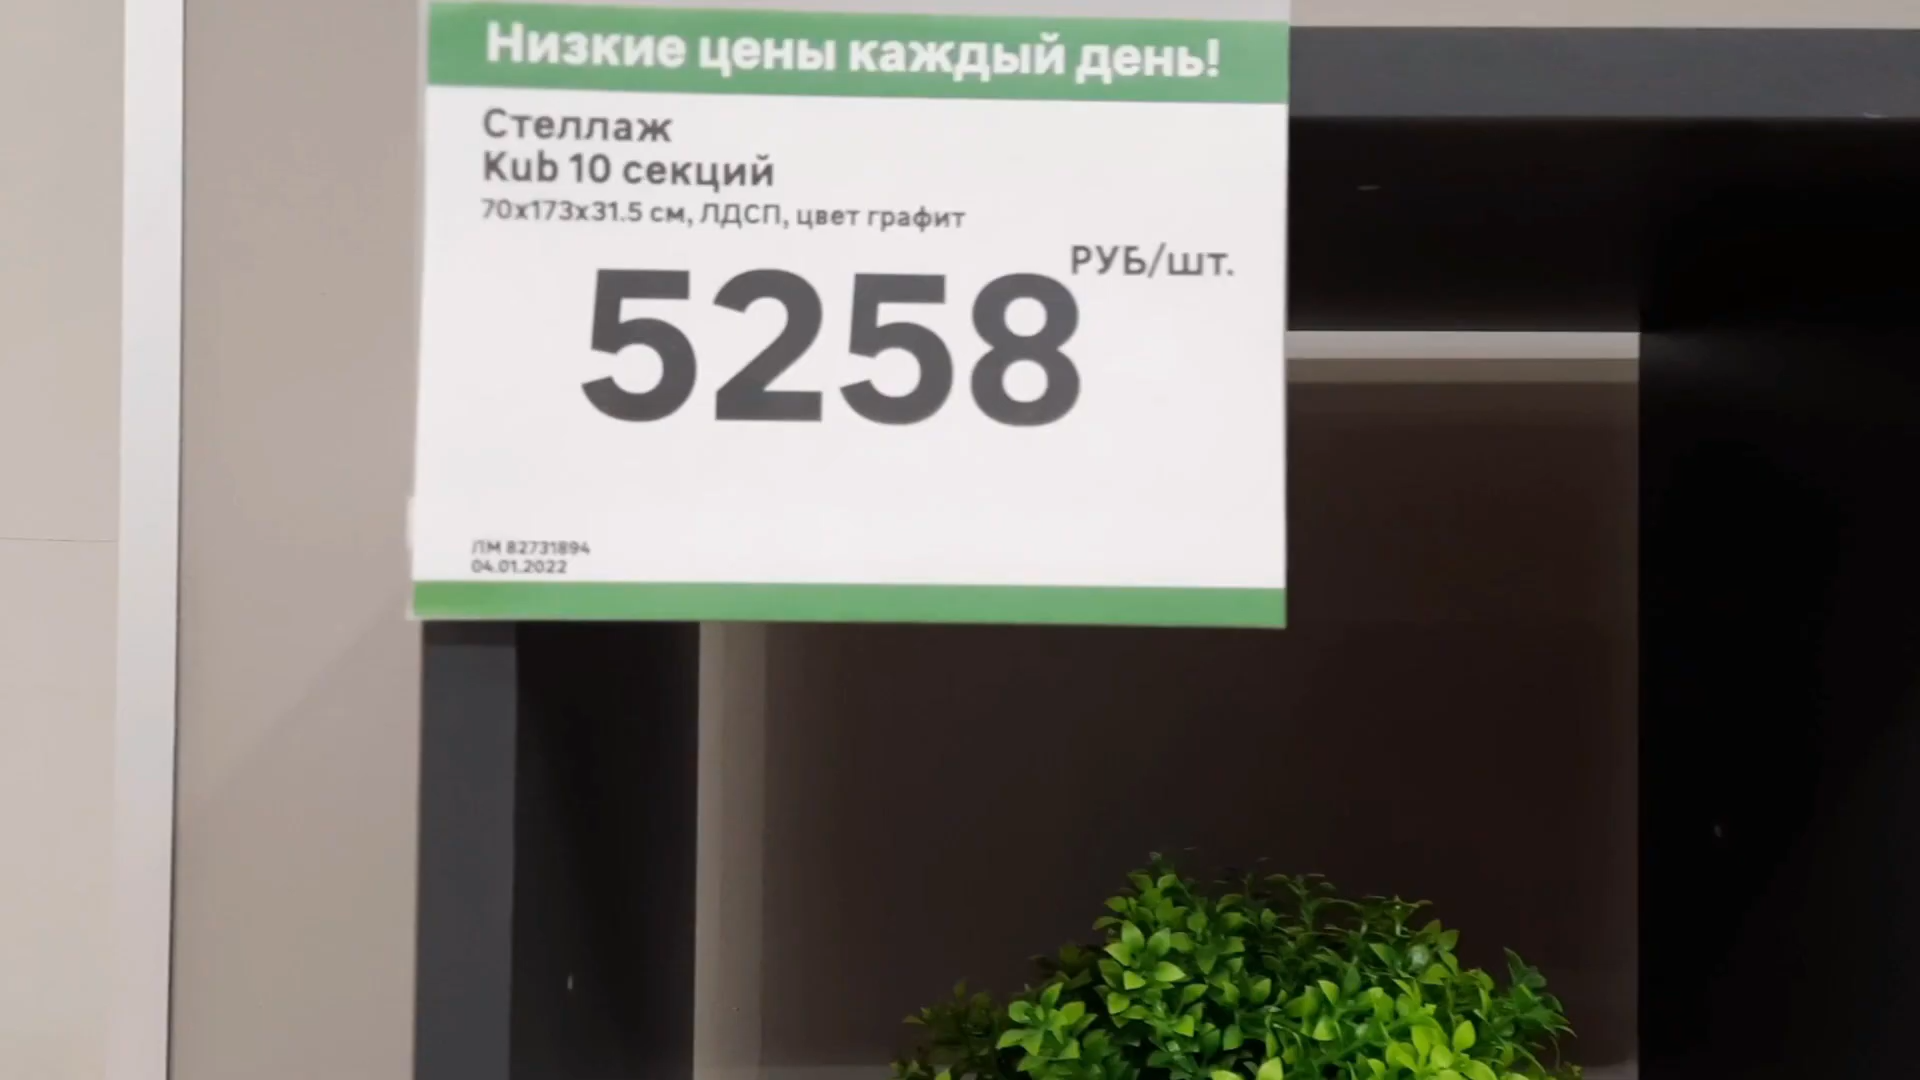 Низкие цены каждый день!
Стеллаж
Kub 10 секций
70х173х31.5 см, ЛДСП, цвет графит
РУБ/шт.
5258
ЛМ 82731894
04.01.2022